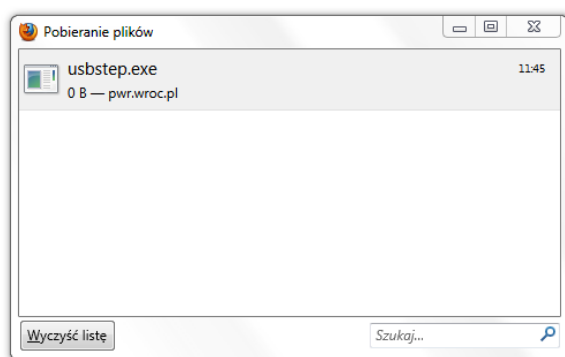 Pobieranie plików
usbstep.exe
11:45
0 B — pwr.wroc.pl
Wyczyść listę
Szukaj...